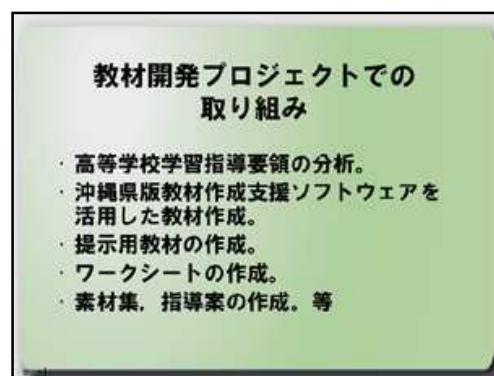 教材開発プロジェクトでの
取り組み
・高等学校学習指導要領の分析。
・沖縄県版教材作成支援ソフトウェアを
活用した教材作成。
・提示用教材の作成。
・ワークシートの作成。
・素材集，指導案の作成。等